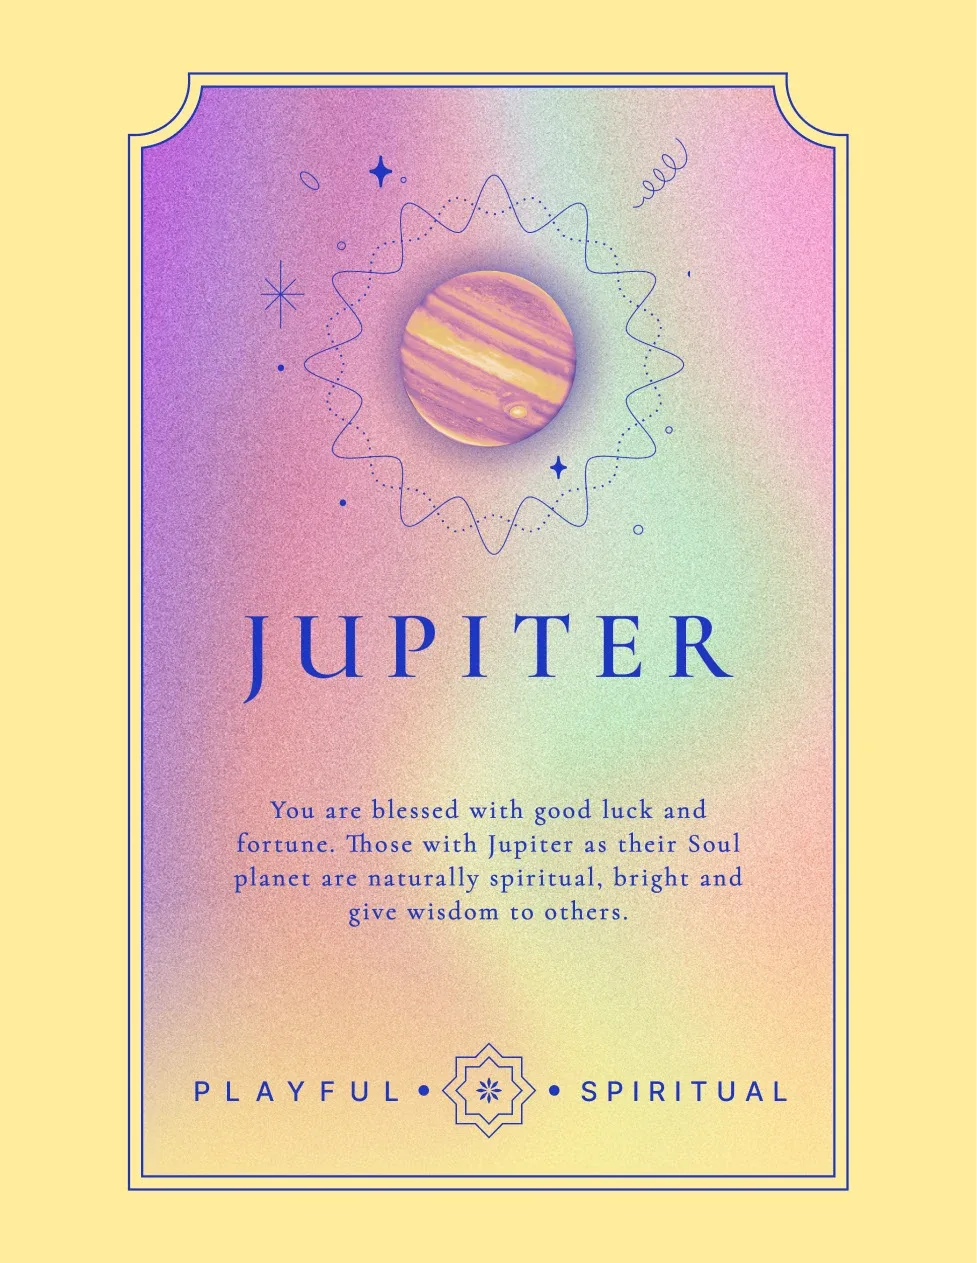 JUPITER
You are blessed with good luck and
fortune. Those with Jupiter as their Soul
planet are naturally spiritual, bright and
give wisdom to others.
PLAYFUL • • SPIRITUAL